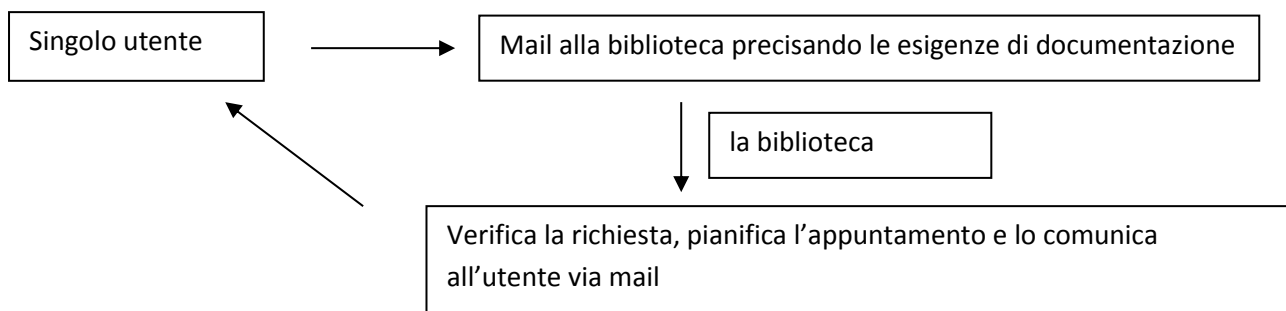 Singolo utente
Mail alla biblioteca precisando le esigenze di documentazione
la biblioteca
Verifica la richiesta, pianifica l’appuntamento e lo comunica
all’utente via mail